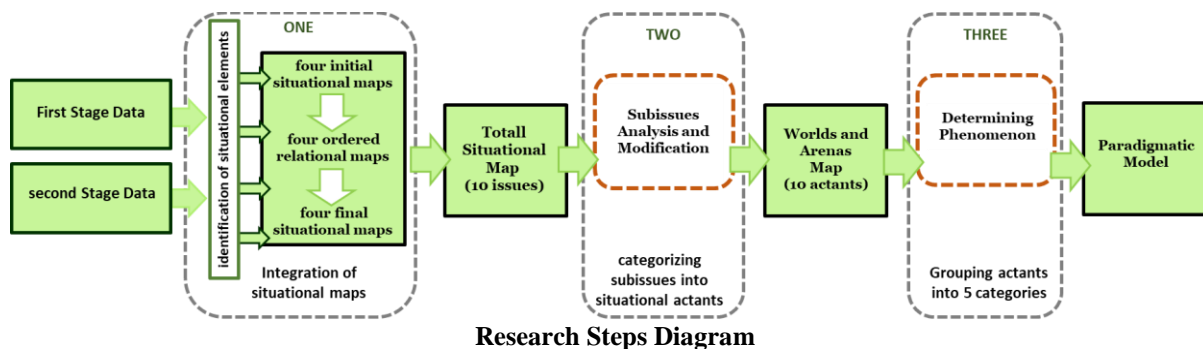 First Stage Data
second Stage Data
ONE
identification of situational elements
four initial
situational maps
four ordered
relational maps
four final
situational maps
Integration of
situational maps
Totall
Situational
Map
(10 issues)
TWO
Subissues
Analysis and
Modification
categorizing
subissues into
situational actants
Worlds and
Arenas
Map
(10 actants)
THREE
Determining
Phenomenon
Grouping actants
into 5 categories
Paradigmatic
Model
Research Steps Diagram